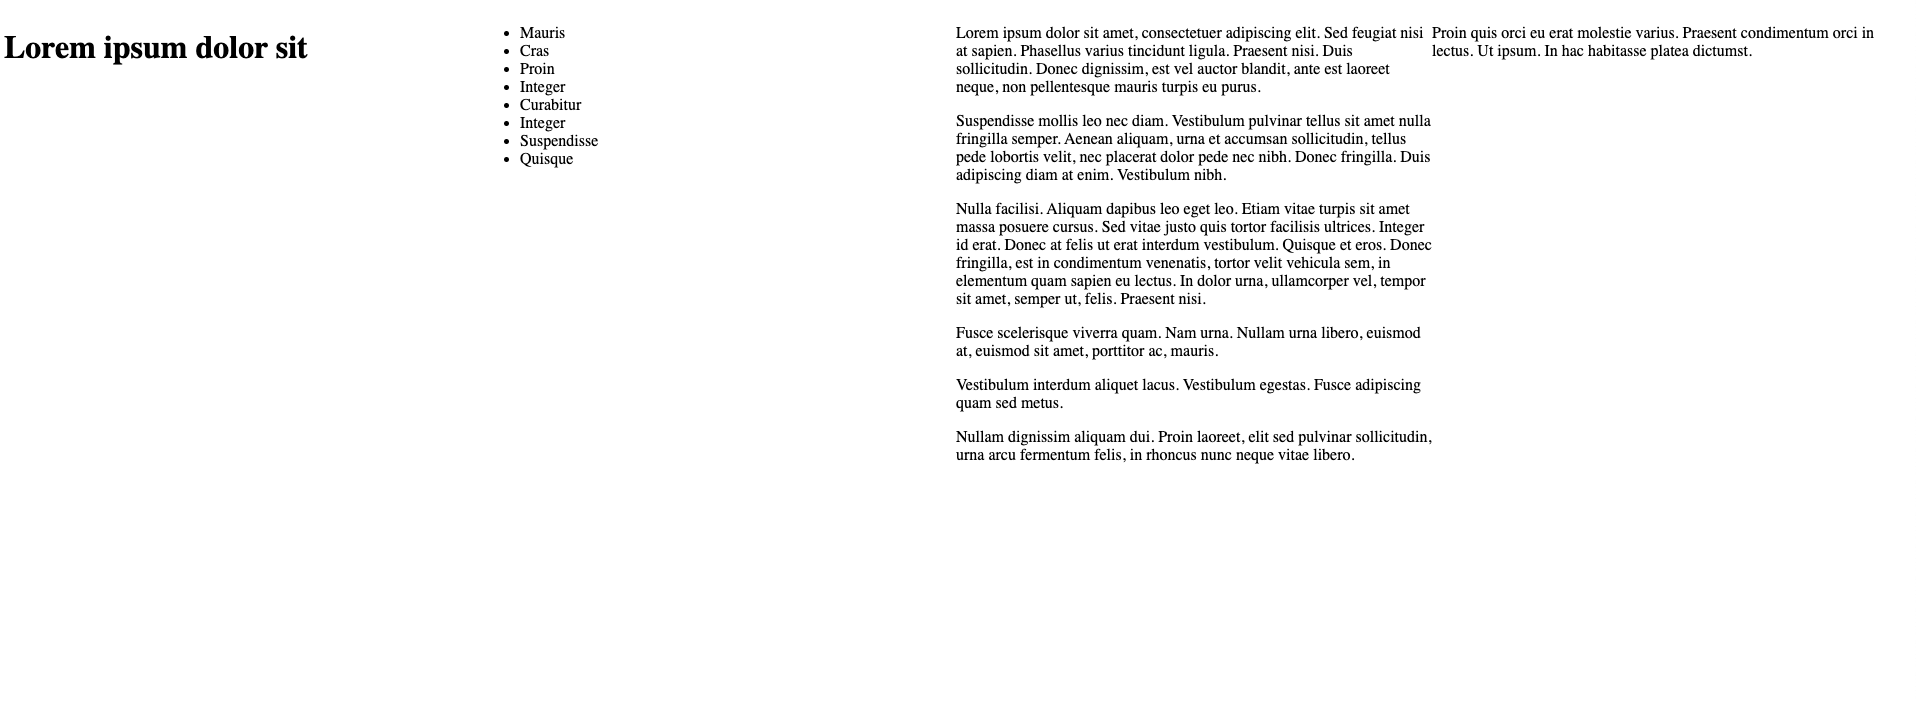 Lorem ipsum dolor sit
Mauris
Cras
Proin
Integer
Curabitur
Integer
Suspendisse
Quisque
Lorem ipsum dolor sit amet, consectetuer adipiscing elit. Sed feugiat nisi
at sapien. Phasellus varius tincidunt ligula. Praesent nisi. Duis
sollicitudin. Donec dignissim, est vel auctor blandit, ante est laoreet
neque, non pellentesque mauris turpis eu purus.
Suspendisse mollis leo nec diam. Vestibulum pulvinar tellus sit amet nulla
fringilla semper. Aenean aliquam, urna et accumsan sollicitudin, tellus
pede lobortis velit, nec placerat dolor pede nec nibh. Donec fringilla. Duis
adipiscing diam at enim. Vestibulum nibh.
Nulla facilisi. Aliquam dapibus leo eget leo. Etiam vitae turpis sit amet
massa posuere cursus. Sed vitae justo quis tortor facilisis ultrices. Integer
id erat. Donec at felis ut erat interdum vestibulum. Quisque et eros. Donec
fringilla, est in condimentum venenatis, tortor velit vehicula sem, in
elementum quam sapien eu lectus. In dolor urna, ullamcorper vel, tempor
sit amet, semper ut, felis. Praesent nisi.
Fusce scelerisque viverra quam. Nam urna. Nullam urna libero, euismod
at, euismod sit amet, porttitor ac, mauris.
Vestibulum interdum aliquet lacus. Vestibulum egestas. Fusce adipiscing
quam sed metus.
Nullam dignissim aliquam dui. Proin laoreet, elit sed pulvinar sollicitudin,
urna arcu fermentum felis, in rhoncus nunc neque vitae libero.
Proin quis orci eu erat molestie varius. Praesent condimentum orci in
lectus. Ut ipsum. In hac habitasse platea dictumst.